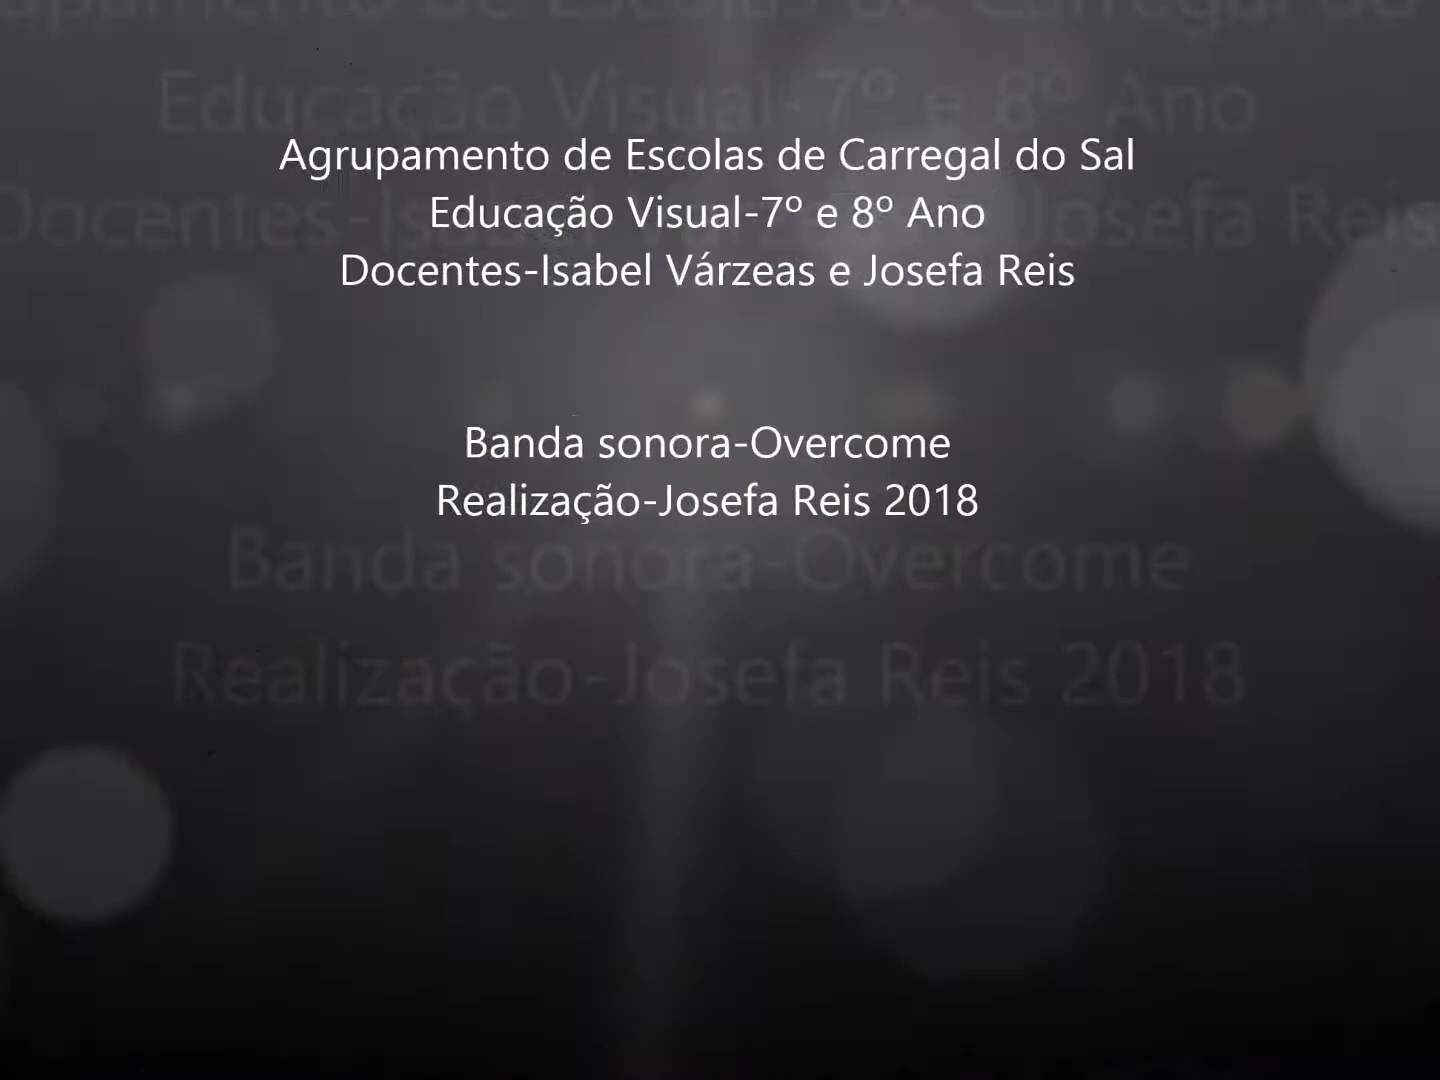 Agrupamento de Escolas de Carregal do Sal
Educação Visual-7º e 8º Ano
Docentes-Isabel Várzeas e Josefa Reis
Banda sonora-Overcome
Realização-Josefa Reis 2018